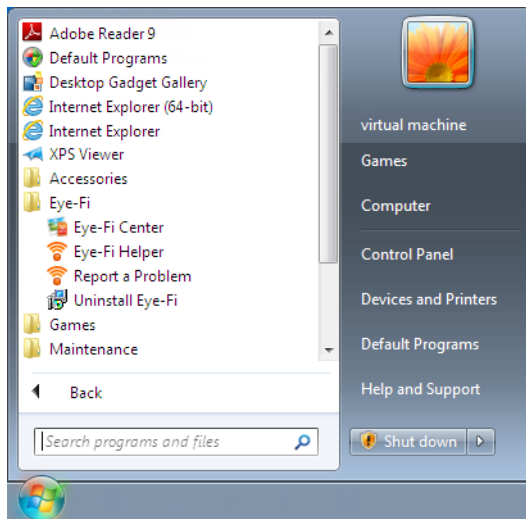 Adobe Reader 9
Default Programs
Desktop Gadget Gallery
Internet Explorer (64-bit)
Internet Explorer
XPS Viewer
Accessories
Eye-Fi
Eye-Fi Center
Eye-Fi Helper
Report a Problem
Uninstall Eye-Fi
Games
Maintenance
Back
Search programs and files
virtual machine
Games
Computer
Control Panel
Devices and Printers
Default Programs
Help and Support
Shut down